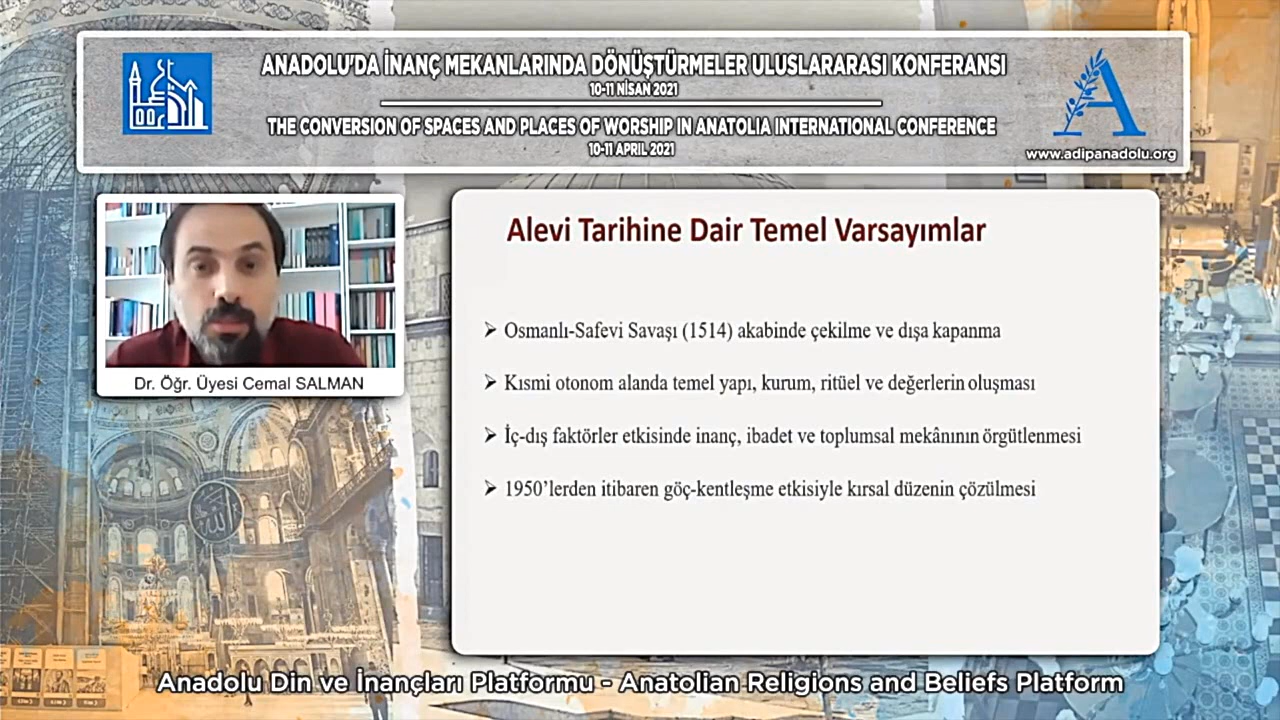 ANADOLU'DA İNANÇ MEKANLARINDA DÖNÜŞTÜRMELER ULUSLARARASI KONFERANSI
10-11 NİSAN 2021
THE CONVERSION OF SPACES AND PLACES OF WORSHIP IN ANATOLIA INTERNATIONAL CONFERENCE
10-11 APRIL 2021
www.adipanadolu.org
Dr. Öğr. Üyesi Cemal SALMAN
Alevi Tarihine Dair Temel Varsayımlar
➢ Osmanlı-Safevi Savaşı (1514) akabinde çekilme ve dışa kapanma
➢ Kısmi otonom alanda temel yapı, kurum, ritüel ve değerlerin oluşması
➢ İç-dış faktörler etkisinde inanç, ibadet ve toplumsal mekânının örgütlenmesi
➢ 1950’lerden itibaren göç-kentleşme etkisiyle kırsal düzenin çözülmesi
Anadolu Din ve İnançları Platformu - Anatolian Religions and Beliefs Platform